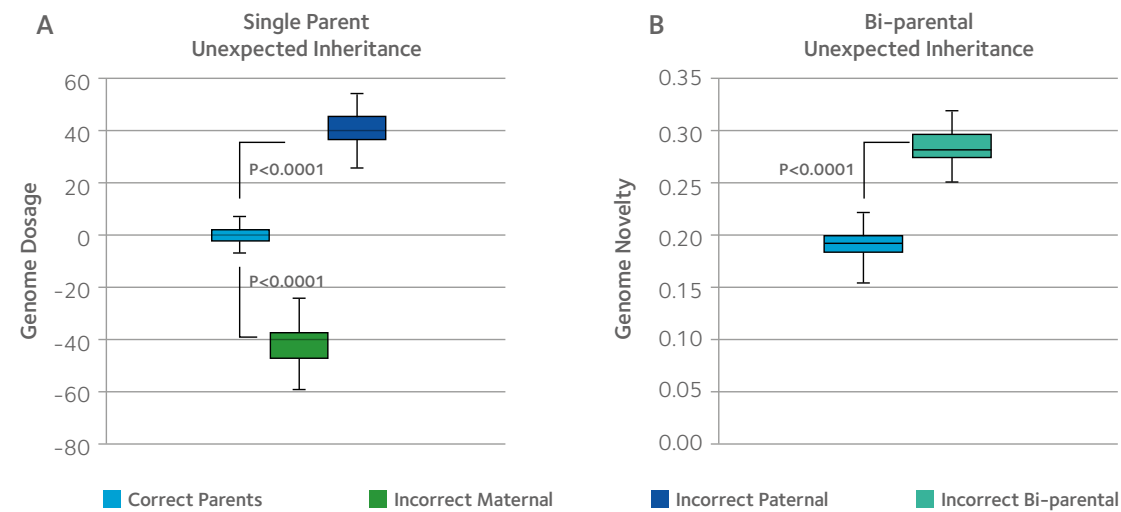 A
Single Parent
Unexpected Inheritance
Genome Dosage
60
40
20
0
-20
-40
-60
-80
P<0.0001
P<0.0001
B
Bi-parental
Unexpected Inheritance
Genome Novelty
0.35
0.30
0.25
0.20
0.15
0.10
0.05
0.00
P<0.0001
Correct Parents
Incorrect Maternal
Incorrect Paternal
Incorrect Bi-parental